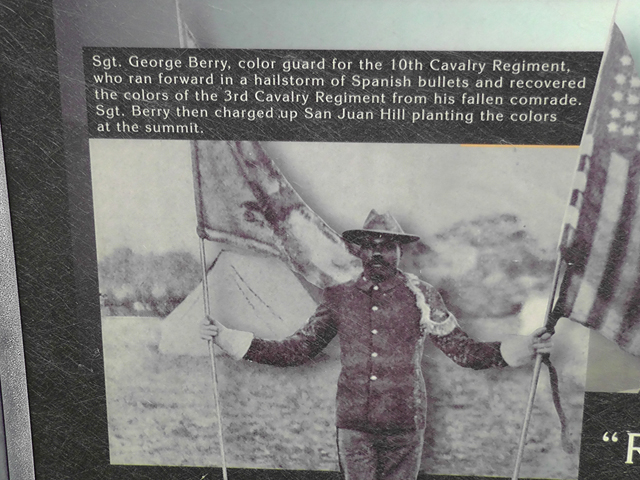 Sgt. George Berry, color guard for the 10th Cavalry Regiment,
who ran forward in a hailstorm of Spanish bullets and recovered
the colors of the 3rd Cavalry Regiment from his fallen comrade.
Sgt. Berry then charged up San Juan Hill planting the colors
at the summit.
“F